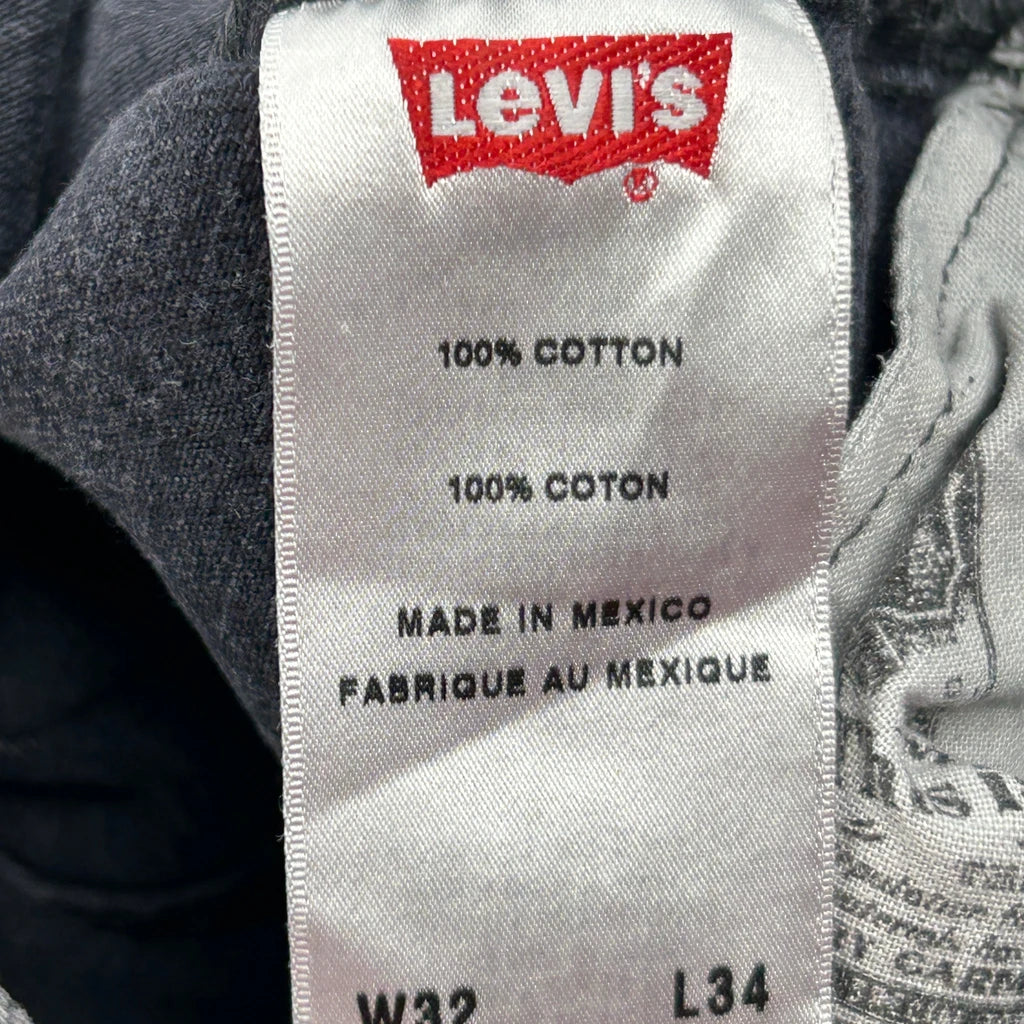 LEVI'S
100% COTTON
100% COTON
MADE IN MEXICO
FABRIQUE AU MEXIQUE
W32 L34